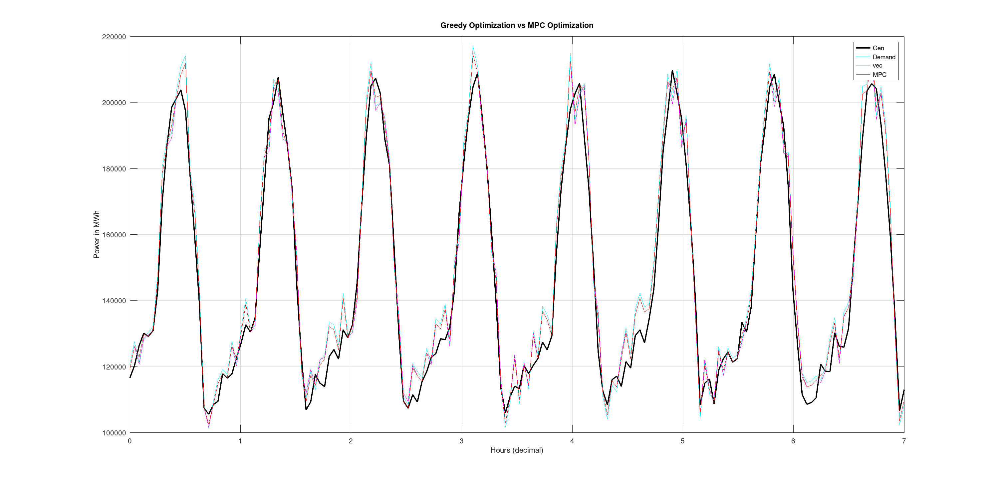 Greedy Optimization vs MPC Optimization
220000
200000
180000
160000
140000
120000
100000
Power in MWh
0 1 2 3 4 5 6 7
Hours (decimal)
Gen
Demand
vec
MPC